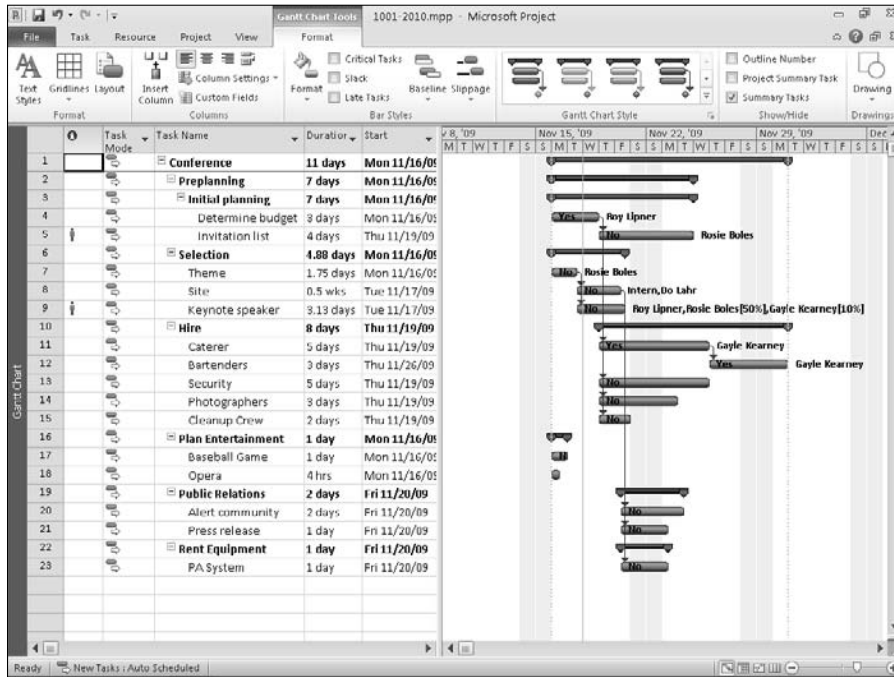 Gantt Chart Tools 1001-2010.mpp - Microsoft Project
File Task Resource Project View Format
Text Styles Gridlines Layout Insert Column Column Settings Custom Fields Format Critical Tasks Slack Late Tasks Baseline Slippage Outline Number Project Summary Task Summary Tasks Drawing
Format Columns Bar Styles Gantt Chart Style Show/Hide Drawings
Task Mode Task Name Duration Start 8, '09 Nov 15, '09 Nov 22, '09 Nov 29, '09 Dec
M T W T F S S M T W T F S S M T W T F S S M T W T F S S
1 Conference 11 days Mon 11/16/09
2 Preplanning 7 days Mon 11/16/09
3 Initial planning 7 days Mon 11/16/09
4 Determine budget 3 days Mon 11/16/09 Yes Roy Lipner
5 Invitation list 4 days Thu 11/19/09 No Rosie Boles
6 Selection 4.88 days Mon 11/16/09
7 Theme 1.75 days Mon 11/16/09 No Rosie Boles
8 Site 0.5 wks Tue 11/17/09 No Intern,Do Lahr
9 Keynote speaker 3.13 days Tue 11/17/09 No Roy Lipner,Rosie Boles[50%],Gayle Kearney[10%]
10 Hire 8 days Thu 11/19/09
11 Caterer 5 days Thu 11/19/09 Yes Gayle Kearney
12 Bartenders 3 days Thu 11/26/09 Yes Gayle Kearney
13 Security 5 days Thu 11/19/09 No
14 Photographers 3 days Thu 11/19/09 No
15 Cleanup Crew 2 days Thu 11/19/09 No
16 Plan Entertainment 1 day Mon 11/16/09
17 Baseball Game 1 day Mon 11/16/09 N
18 Opera 4 hrs Mon 11/16/09
19 Public Relations 2 days Fri 11/20/09
20 Alert community 2 days Fri 11/20/09 No
21 Press release 1 day Fri 11/20/09 No
22 Rent Equipment 1 day Fri 11/20/09
23 PA System 1 day Fri 11/20/09 No
Gantt Chart
Ready New Tasks : Auto Scheduled